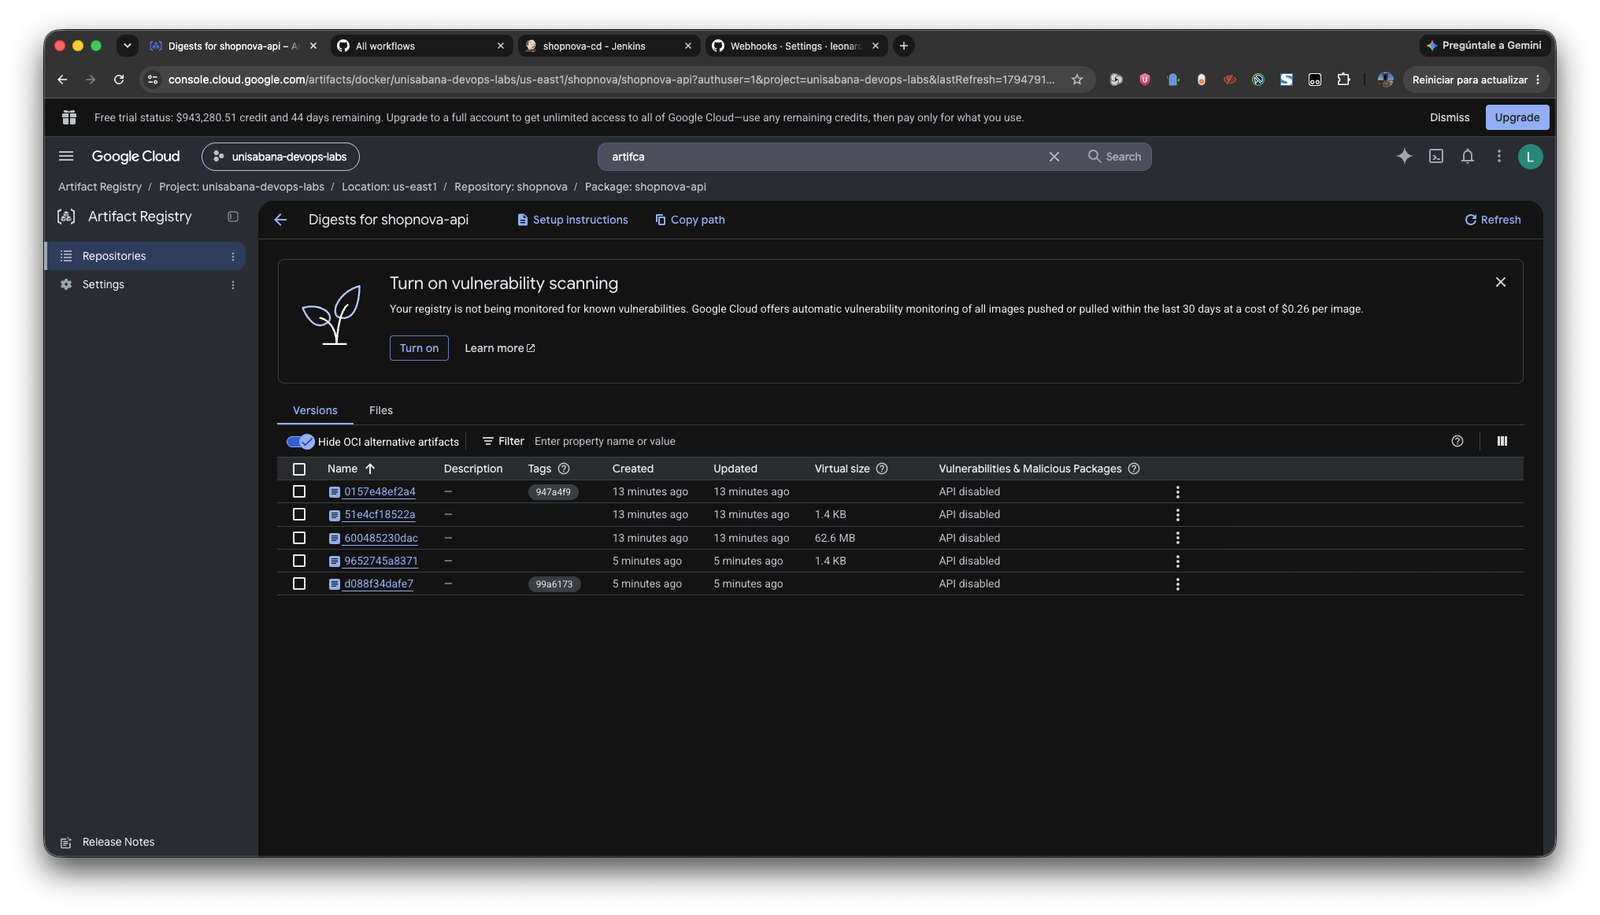 Digests for shopnova-api – A
All workflows
shopnova-cd - Jenkins
Webhooks · Settings · leonar
Pregúntale a Gemini
console.cloud.google.com/artifacts/docker/unisabana-devops-labs/us-east1/shopnova/shopnova-api?authuser=1&project=unisabana-devops-labs&lastRefresh=1794791...
Reiniciar para actualizar
Free trial status: $943,280.51 credit and 44 days remaining. Upgrade to a full account to get unlimited access to all of Google Cloud—use any remaining credits, then pay only for what you use.
Dismiss
Upgrade
Google Cloud
unisabana-devops-labs
artifca
Search
L
Artifact Registry / Project: unisabana-devops-labs / Location: us-east1 / Repository: shopnova / Package: shopnova-api
Artifact Registry
Repositories
Settings
Release Notes
Digests for shopnova-api
Setup instructions
Copy path
Refresh
Turn on vulnerability scanning
Your registry is not being monitored for known vulnerabilities. Google Cloud offers automatic vulnerability monitoring of all images pushed or pulled within the last 30 days at a cost of $0.26 per image.
Turn on
Learn more
Versions
Files
Hide OCI alternative artifacts
Filter
Enter property name or value
Name Description Tags Created Updated Virtual size Vulnerabilities & Malicious Packages
0157e48ef2a4 — 947a4f9 13 minutes ago 13 minutes ago API disabled
51e4cf18522a — 13 minutes ago 13 minutes ago 1.4 KB API disabled
600485230dac — 13 minutes ago 13 minutes ago 62.6 MB API disabled
9652745a8371 — 5 minutes ago 5 minutes ago 1.4 KB API disabled
d088f34dafe7 — 99a6173 5 minutes ago 5 minutes ago API disabled